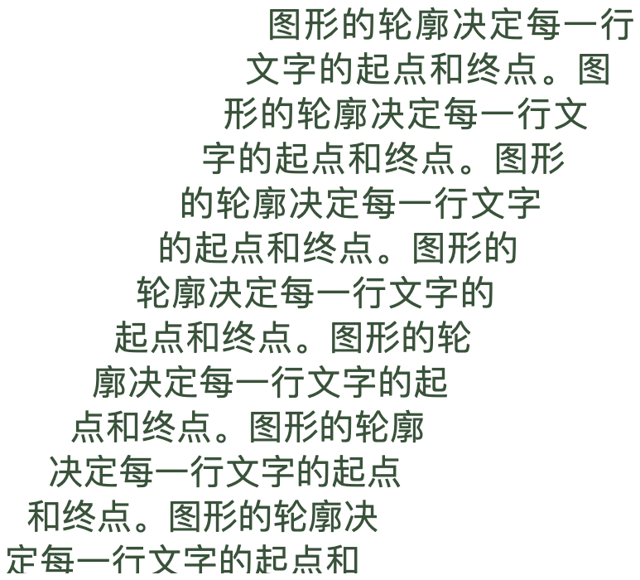 图形的轮廓决定每一行
文字的起点和终点。图
形的轮廓决定每一行文
字的起点和终点。图形
的轮廓决定每一行文字
的起点和终点。图形的
轮廓决定每一行文字的
起点和终点。图形的轮
廓决定每一行文字的起
点和终点。图形的轮廓
决定每一行文字的起点
和终点。图形的轮廓决
定每一行文字的起点和